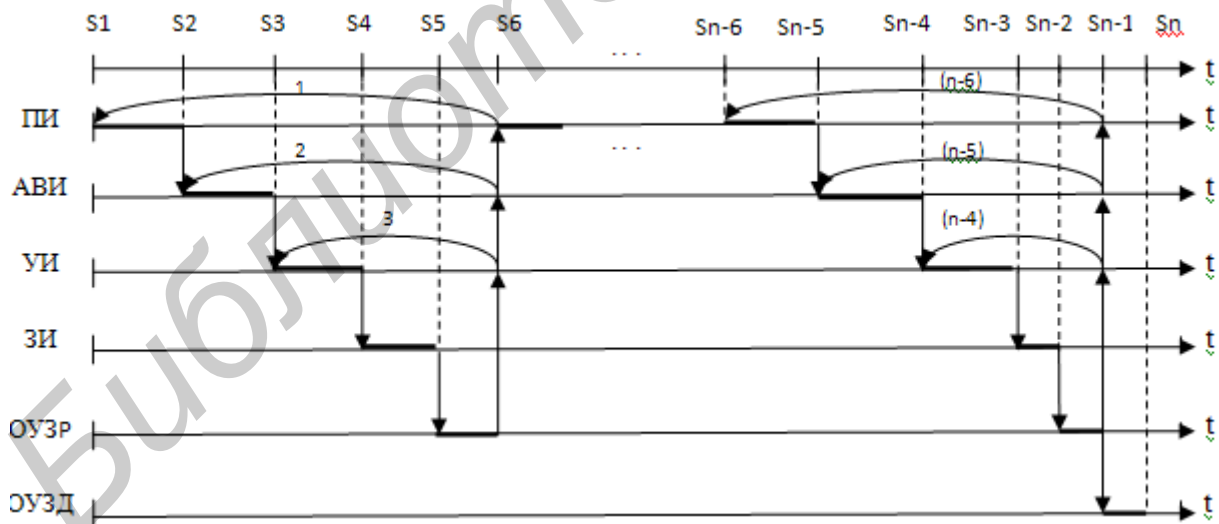 S1 S2 S3 S4 S5 S6 ... Sn-6 Sn-5 Sn-4 Sn-3 Sn-2 Sn-1 Sn
t
1 (n-6)
ПИ t
2 ... (n-5)
АВИ t
3 (n-4)
УИ t
ЗИ t
ОУЗР t
ОУЗД t